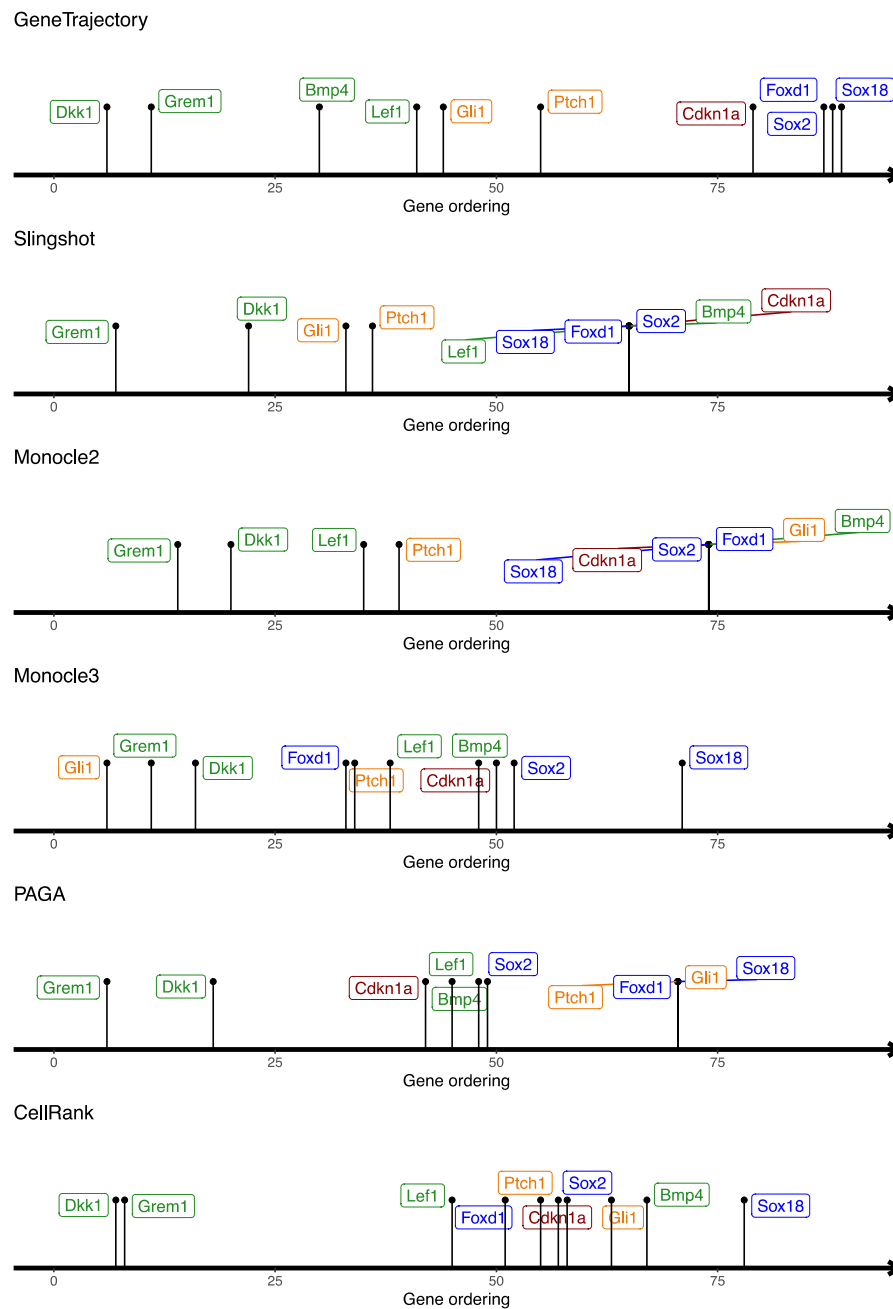 GeneTrajectory
Bmp4 Foxd1 Sox18
Dkk1 Grem1 Lef1 Gli1 Ptch1 Cdkn1a Sox2
0 25 50 75
Gene ordering
Slingshot
Grem1 Dkk1 Gli1 Ptch1 Lef1 Sox18 Foxd1 Sox2 Bmp4 Cdkn1a
0 25 50 75
Gene ordering
Monocle2
Grem1 Dkk1 Lef1 Ptch1 Sox18 Cdkn1a Sox2 Foxd1 Gli1 Bmp4
0 25 50 75
Gene ordering
Monocle3
Gli1 Grem1 Dkk1 Foxd1 Ptch1 Lef1 Cdkn1a Bmp4 Sox2 Sox18
0 25 50 75
Gene ordering
PAGA
Grem1 Dkk1 Cdkn1a Lef1 Bmp4 Sox2 Ptch1 Foxd1 Gli1 Sox18
0 25 50 75
Gene ordering
CellRank
Dkk1 Grem1 Lef1 Foxd1 Ptch1 Cdkn1a Sox2 Gli1 Bmp4 Sox18
0 25 50 75
Gene ordering